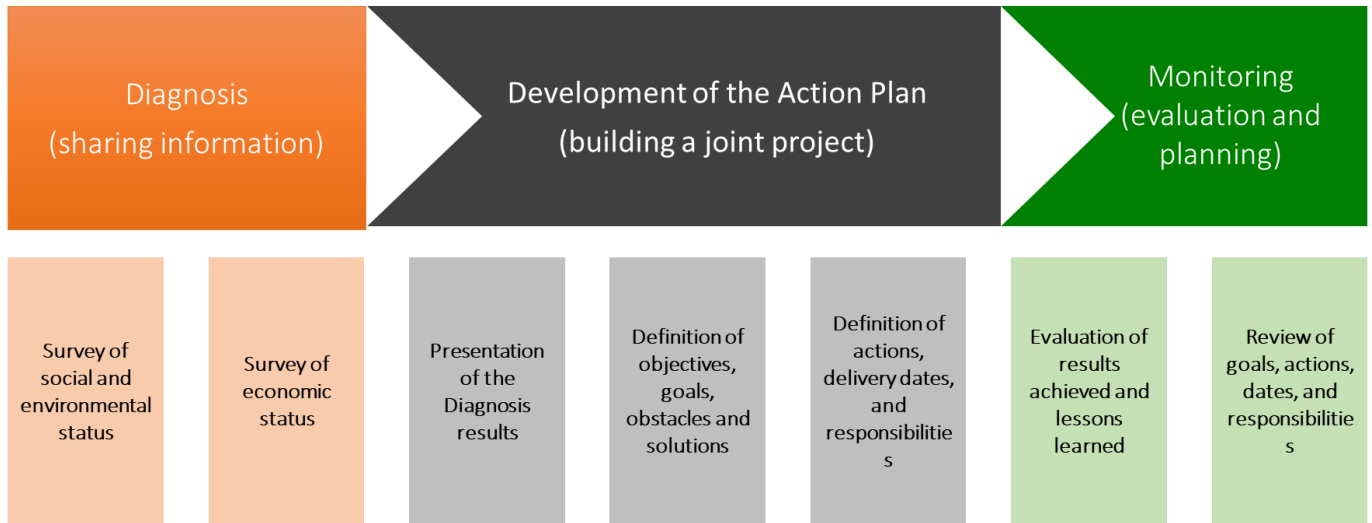 Diagnosis
(sharing information)
Development of the Action Plan
(building a joint project)
Monitoring
(evaluation and
planning)
Survey of
social and
environmental
status
Survey of
economic
status
Presentation
of the
Diagnosis
results
Definition of
objectives,
goals,
obstacles and
solutions
Definition of
actions,
delivery dates,
and
responsibilitie
s
Evaluation of
results
achieved and
lessons
learned
Review of
goals, actions,
dates, and
responsibilitie
s